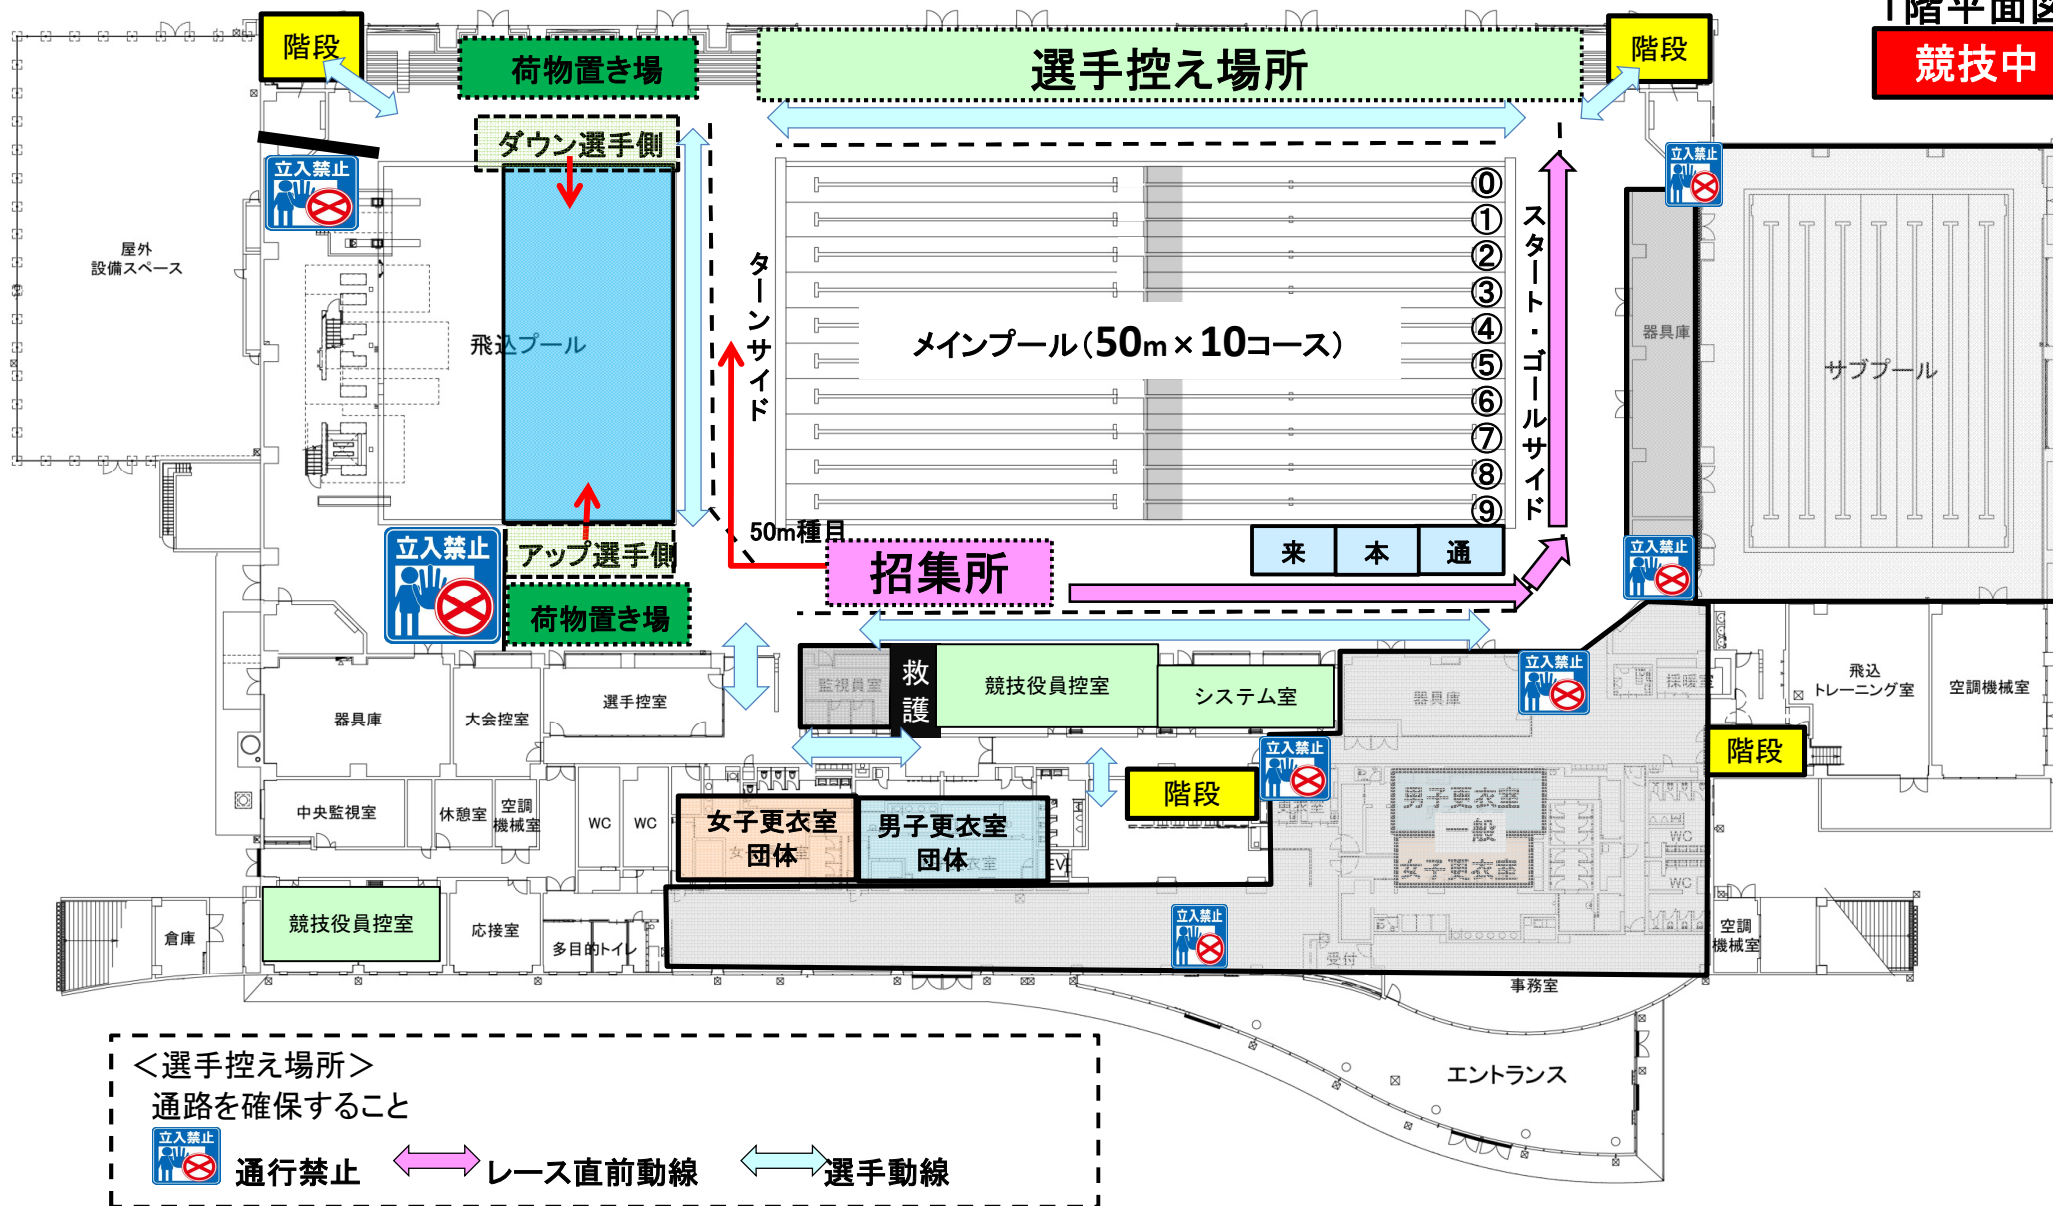 1階平面図
競技中
階段
荷物置き場
選手控え場所
階段
ダウン選手側
立入禁止
立入禁止
屋外
設備スペース
飛込プール
ターンサイド
メインプール(50m×10コース)
⓪
①
②
③
④
⑤
⑥
⑦
⑧
⑨
スタート・ゴールサイド
器具庫
サブプール
50m種目
立入禁止
アップ選手側
荷物置き場
招集所
来
本
通
立入禁止
器具庫
大会控室
選手控室
監視員室
救護
競技役員控室
システム室
器具庫
立入禁止
採暖室
飛込
トレーニング室
空調機械室
階段
立入禁止
階段
中央監視室
休憩室
空調
機械室
WC
WC
女子更衣室
団体
男子更衣室
団体
EV
男子更衣室
一般
女子更衣室
WC
WC
競技役員控室
応接室
多目的トイレ
倉庫
立入禁止
受付
空調
機械室
事務室
エントランス
<選手控え場所>
通路を確保すること
立入禁止
通行禁止
レース直前動線
選手動線